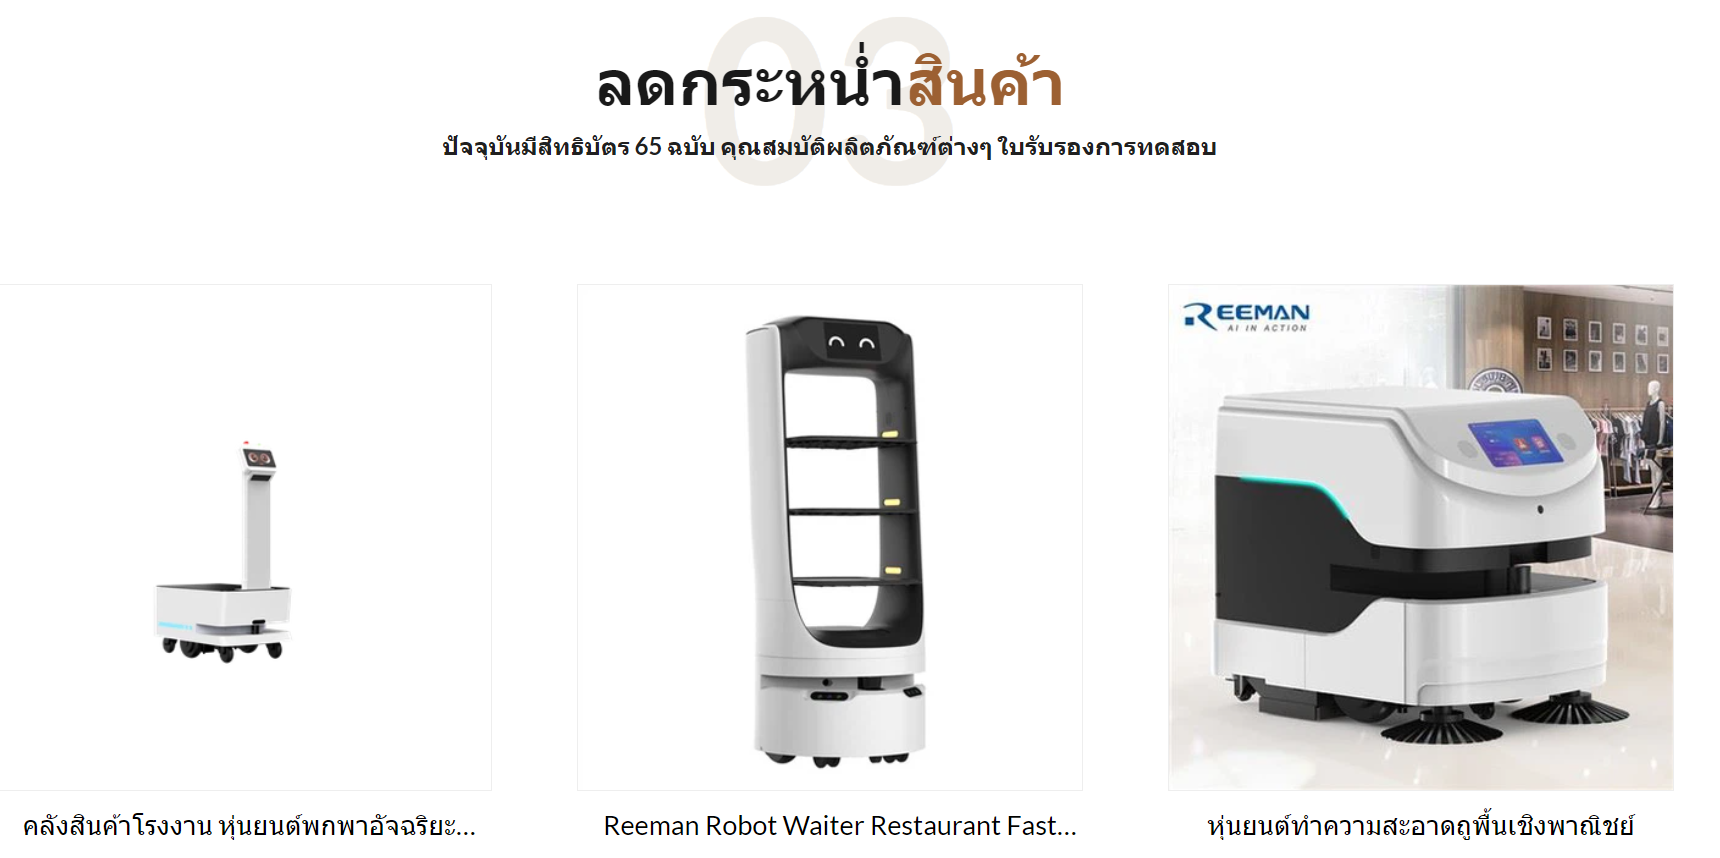 03
ลดกระหน่ำสินค้า
ปัจจุบันมีสิทธิบัตร 65 ฉบับ คุณสมบัติผลิตภัณฑ์ต่างๆ ใบรับรองการทดสอบ
REEMAN
AI IN ACTION
คลังสินค้าโรงงาน หุ่นยนต์พกพาอัจฉริยะ...
Reeman Robot Waiter Restaurant Fast...
หุ่นยนต์ทำความสะอาดถูพื้นเชิงพาณิชย์